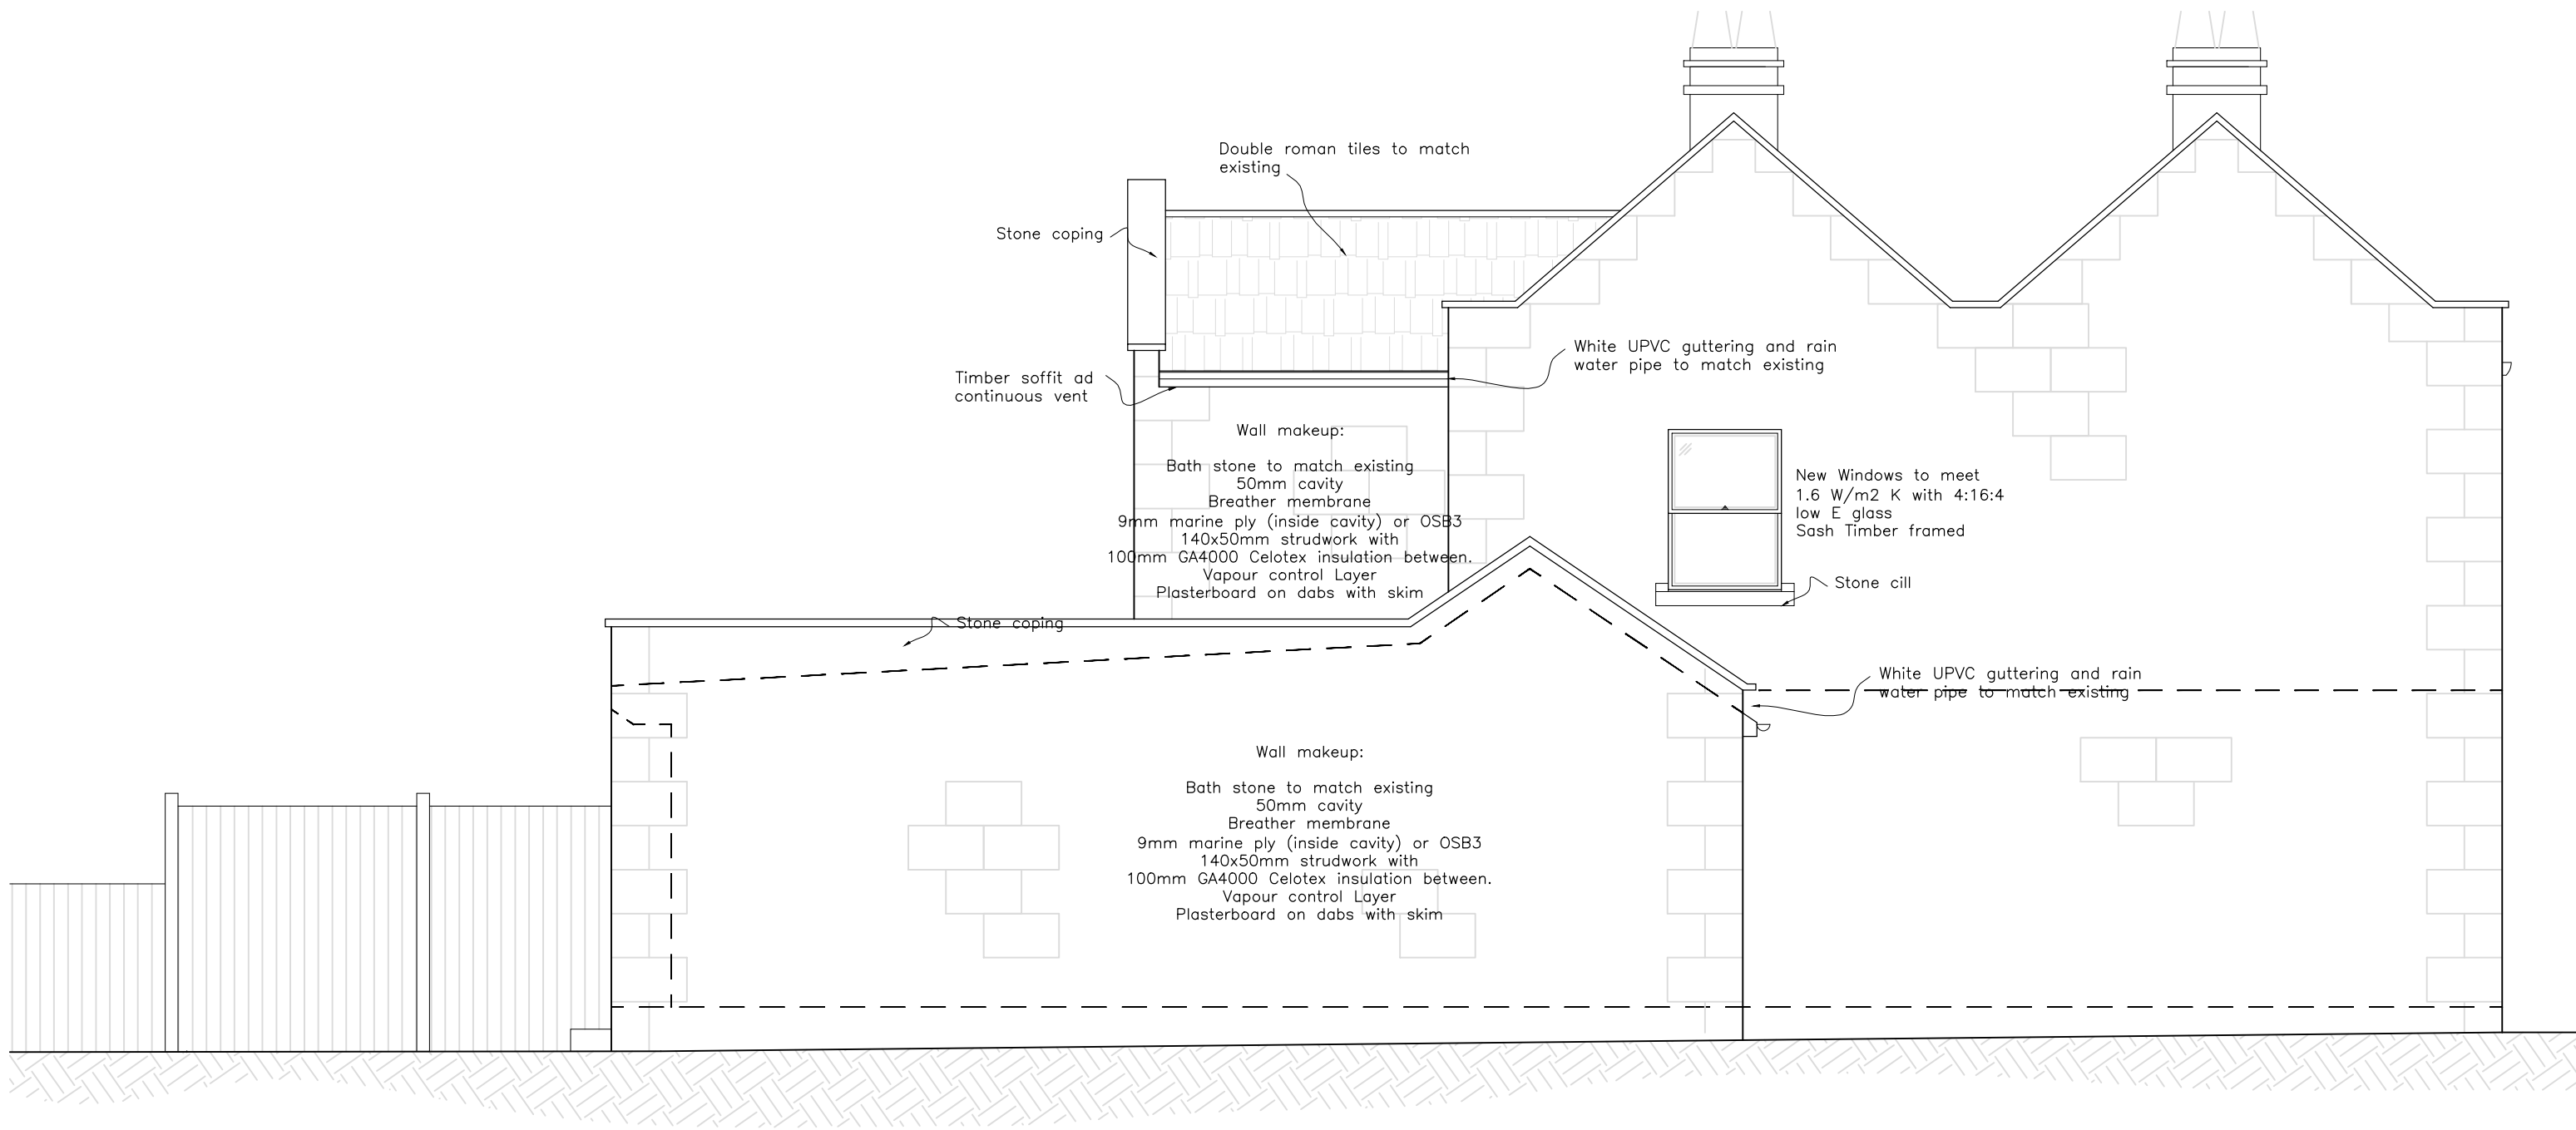 Double roman tiles to match
existing
Stone coping
White UPVC guttering and rain
water pipe to match existing
Timber soffit ad
continuous vent
Wall makeup:
Bath stone to match existing
50mm cavity
Breather membrane
9mm marine ply (inside cavity) or OSB3
140x50mm strudwork with
100mm GA4000 Celotex insulation between.
Vapour control Layer
Plasterboard on dabs with skim
New Windows to meet
1.6 W/m2 K with 4:16:4
low E glass
Sash Timber framed
Stone cill
Stone coping
White UPVC guttering and rain
water pipe to match existing
Wall makeup:
Bath stone to match existing
50mm cavity
Breather membrane
9mm marine ply (inside cavity) or OSB3
140x50mm strudwork with
100mm GA4000 Celotex insulation between.
Vapour control Layer
Plasterboard on dabs with skim